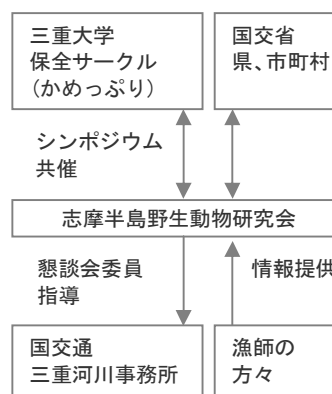 三重大学
保全サークル
(かめっぷり)
国交省
県、市町村
シンポジウム
共催
志摩半島野生動物研究会
懇談会委員
指導
情報提供
国交通
三重河川事務所
漁師の
方々